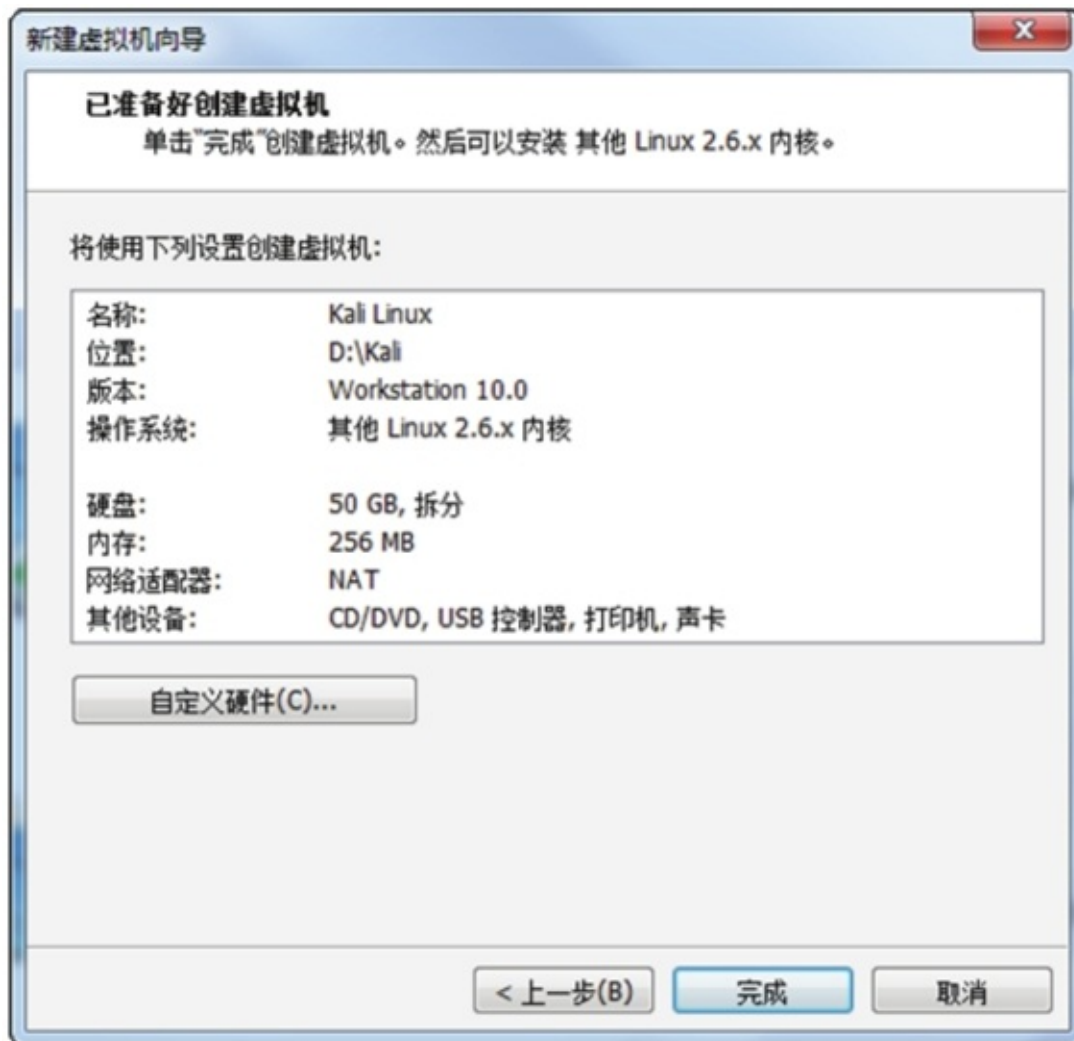 新建虚拟机向导
已准备好创建虚拟机
单击"完成"创建虚拟机。然后可以安装 其他 Linux 2.6.x 内核。
将使用下列设置创建虚拟机:
名称: Kali Linux
位置: D:\Kali
版本: Workstation 10.0
操作系统: 其他 Linux 2.6.x 内核
硬盘: 50 GB, 拆分
内存: 256 MB
网络适配器: NAT
其他设备: CD/DVD, USB 控制器, 打印机, 声卡
自定义硬件(C)...
< 上一步(B) 完成 取消